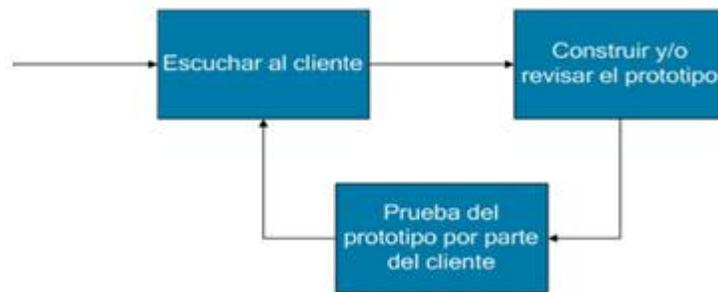 Escuchar al cliente
Construir y/o
revisar el prototipo
Prueba del
prototipo por parte
del cliente